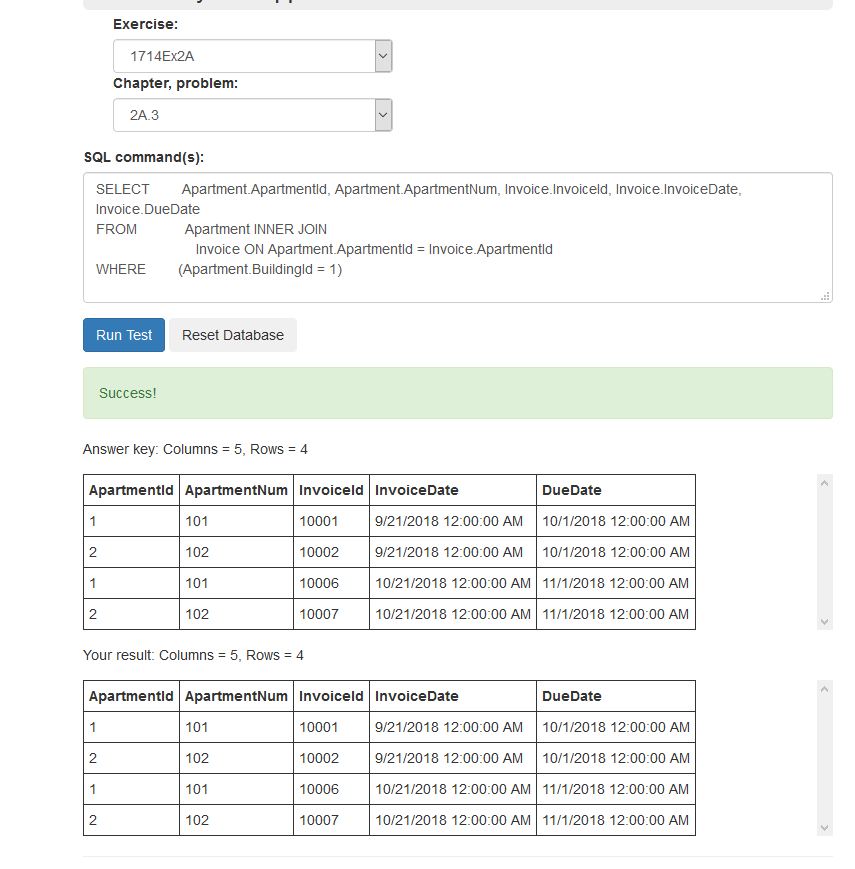 Exercise:
1714Ex2A
Chapter, problem:
2A.3
SQL command(s):
SELECT Apartment.ApartmentId, Apartment.ApartmentNum, Invoice.InvoiceId, Invoice.InvoiceDate,
Invoice.DueDate
FROM Apartment INNER JOIN
Invoice ON Apartment.ApartmentId = Invoice.ApartmentId
WHERE (Apartment.BuildingId = 1)
Run Test Reset Database
Success!
Answer key: Columns = 5, Rows = 4
ApartmentId ApartmentNum InvoiceId InvoiceDate DueDate
1 101 10001 9/21/2018 12:00:00 AM 10/1/2018 12:00:00 AM
2 102 10002 9/21/2018 12:00:00 AM 10/1/2018 12:00:00 AM
1 101 10006 10/21/2018 12:00:00 AM 11/1/2018 12:00:00 AM
2 102 10007 10/21/2018 12:00:00 AM 11/1/2018 12:00:00 AM
Your result: Columns = 5, Rows = 4
ApartmentId ApartmentNum InvoiceId InvoiceDate DueDate
1 101 10001 9/21/2018 12:00:00 AM 10/1/2018 12:00:00 AM
2 102 10002 9/21/2018 12:00:00 AM 10/1/2018 12:00:00 AM
1 101 10006 10/21/2018 12:00:00 AM 11/1/2018 12:00:00 AM
2 102 10007 10/21/2018 12:00:00 AM 11/1/2018 12:00:00 AM